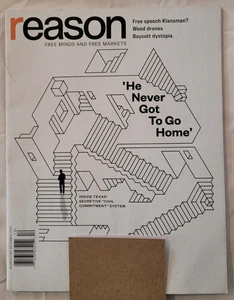 reason
FREE MINDS AND FREE MARKETS
Free speech Klansman?
Weed drones
Boycott dystopia
'He
Never
Got To Go
Home'
INSIDE TEXAS'
SECRETIVE "CIVIL
COMMITMENT" SYSTEM